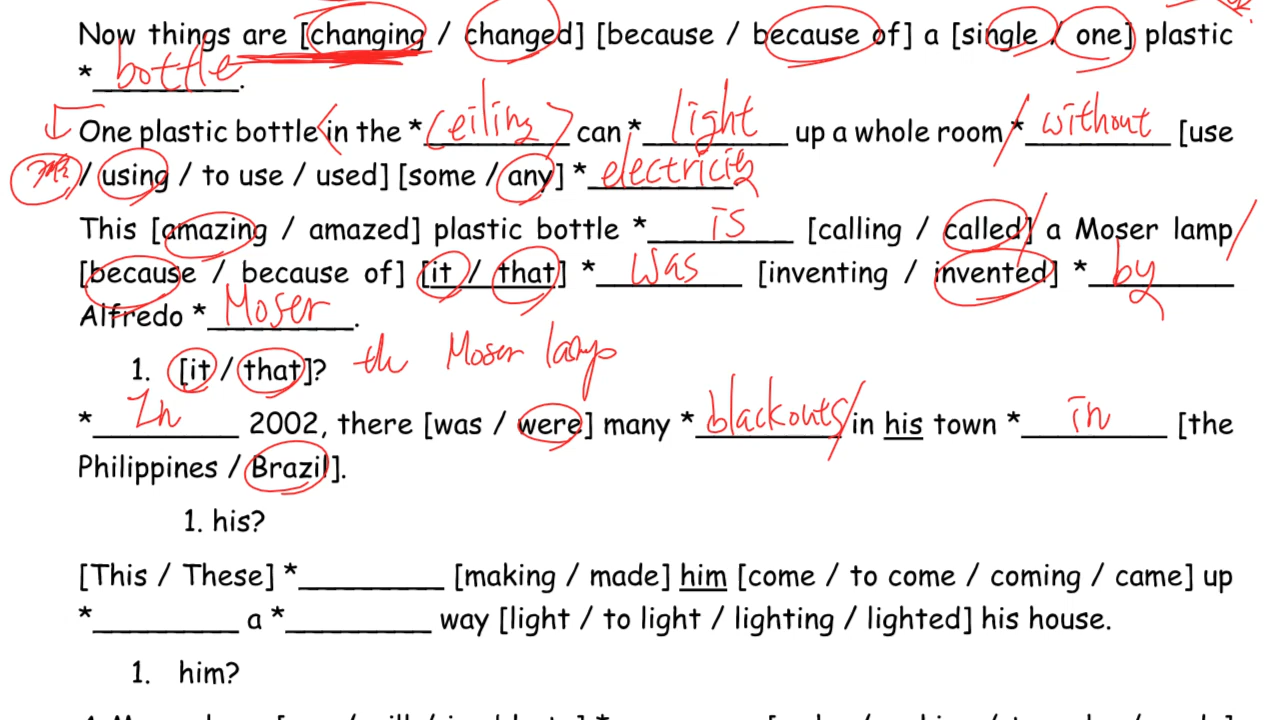 Now things are [changing / changed] [because / because of] a [single / one] plastic
* bottle.
One plastic bottle in the * ceiling can * light up a whole room * without [use
/ using / to use / used] [some / any] * electricity
This [amazing / amazed] plastic bottle * is [calling / called] a Moser lamp
[because / because of] [it / that] * was [inventing / invented] * by
Alfredo * Moser.
1. [it / that]? the Moser lamp
* In 2002, there [was / were] many * blackouts in his town * in [the
Philippines / Brazil].
1. his?
[This / These] *__________ [making / made] him [come / to come / coming / came] up
*__________ a *__________ way [light / to light / lighting / lighted] his house.
1. him?